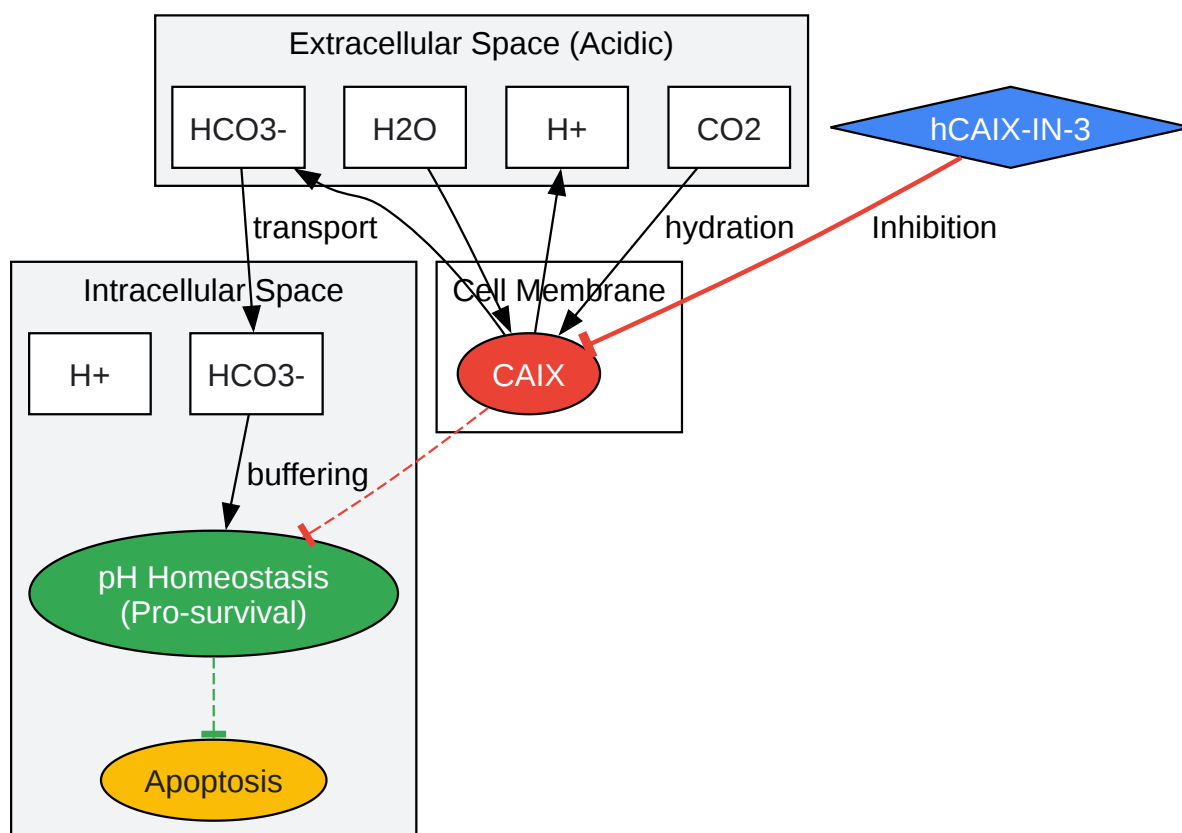 Extracellular Space (Acidic)
HCO3-
H2O
H+
CO2
hCAIX-IN-3
transport
hydration
Inhibition
Intracellular Space
Cell Membrane
H+
HCO3-
CAIX
buffering
pH Homeostasis
(Pro-survival)
Apoptosis